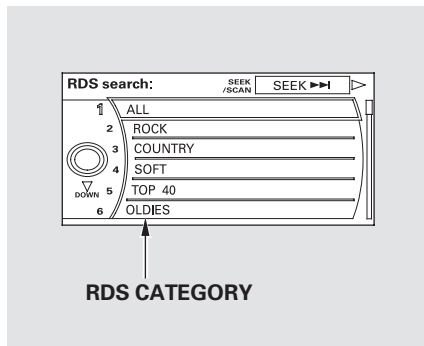 RDS search: SEEK /SCAN SEEK ▶▶|
1 ALL
2 ROCK
3 COUNTRY
4 SOFT
DOWN 5 TOP 40
6 OLDIES
RDS CATEGORY